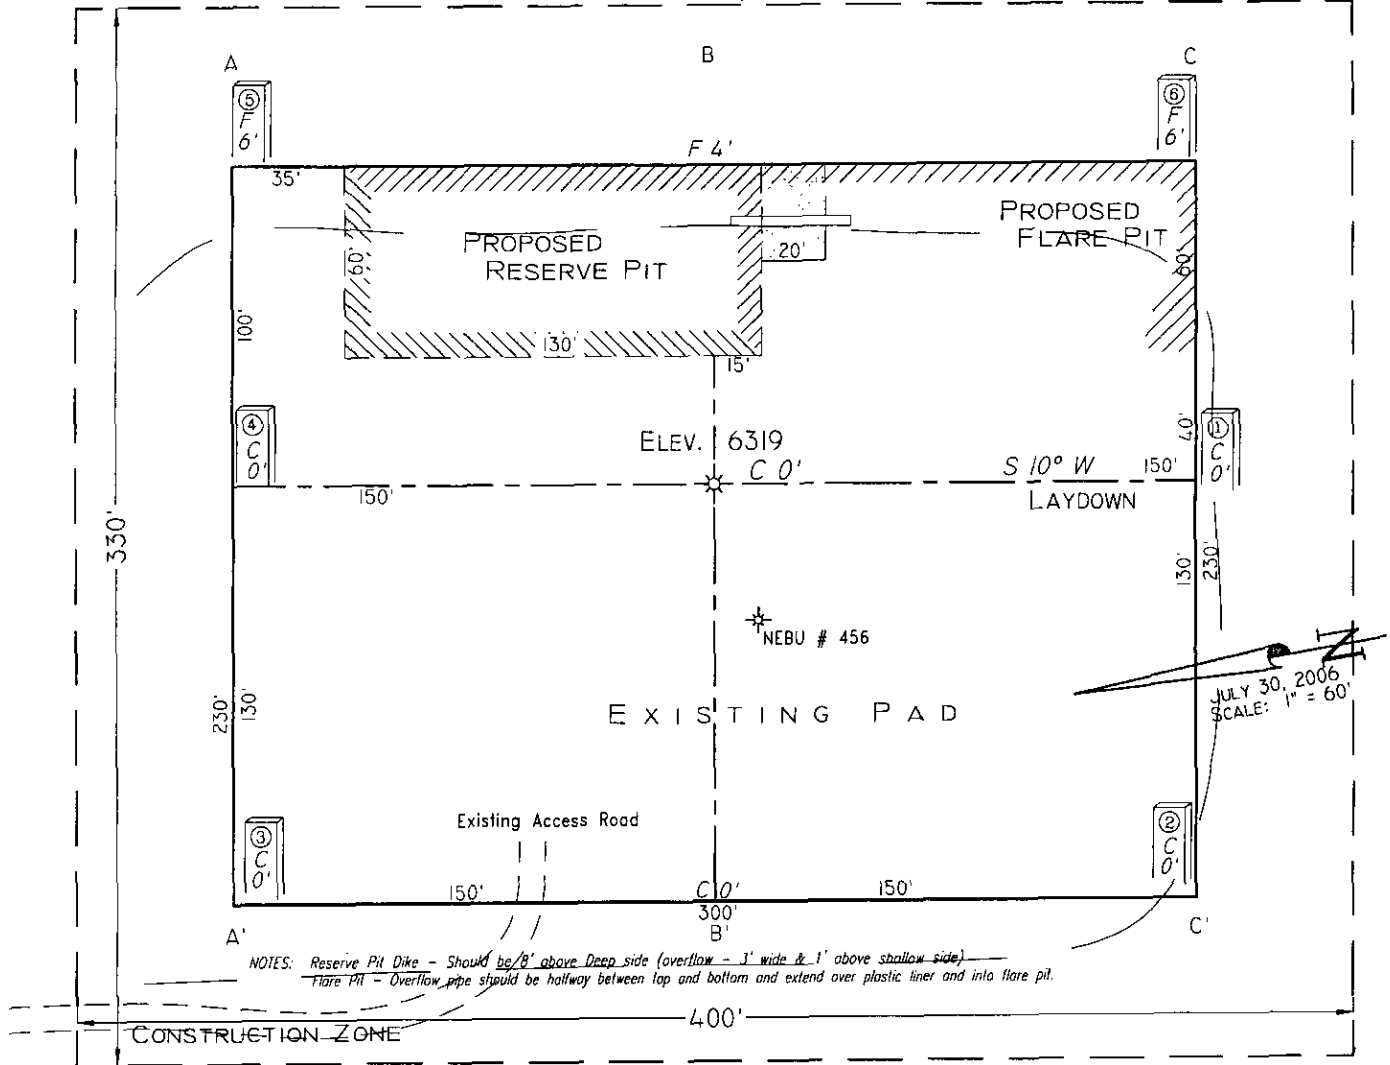 A
B
C
⑤
F
6'
⑥
F
6'
F 4'
35'
PROPOSED
RESERVE PIT
PROPOSED
FLARE PIT
20'
60'
60'
100'
130'
15'
④
C
0'
①
C
0'
40'
ELEV. 6319
C 0'
S 10° W
150'
150'
LAYDOWN
330'
130'
230'
NEBU # 456
N
JULY 30, 2006
SCALE: 1" = 60'
230'
130'
EXISTING PAD
Existing Access Road
③
C
0'
②
C
0'
150'
C 0'
150'
300'
A'
B'
C'
NOTES: Reserve Pit Dike - Should be 8' above Deep side (overflow - 3' wide & 1' above shallow side)
Flare Pit - Overflow pipe should be halfway between top and bottom and extend over plastic liner and into flare pit.
400'
CONSTRUCTION ZONE